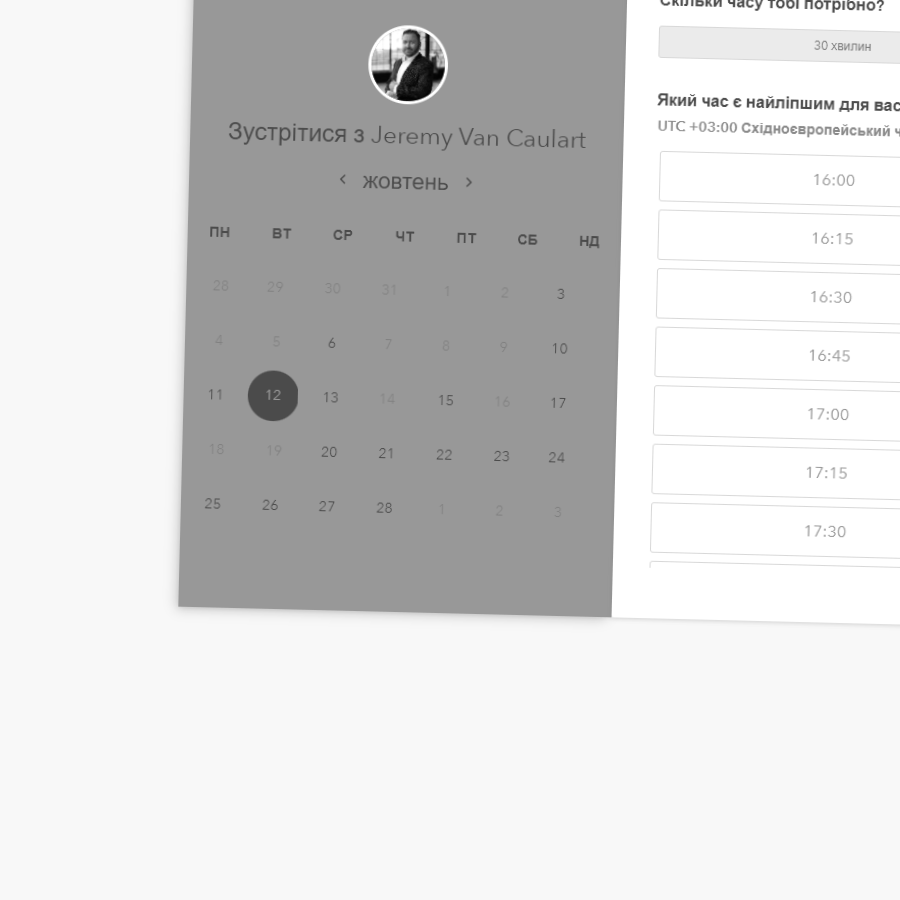 Зустрітися з Jeremy Van Caulart
‹ жовтень ›
ПН ВТ СР ЧТ ПТ СБ НД
28 29 30 31 1 2 3
4 5 6 7 8 9 10
11 12 13 14 15 16 17
18 19 20 21 22 23 24
25 26 27 28 1 2 3
Скільки часу тобі потрібно?
30 хвилин
Який час є найліпшим для вас
UTC +03:00 Східноєвропейський ч
16:00
16:15
16:30
16:45
17:00
17:15
17:30